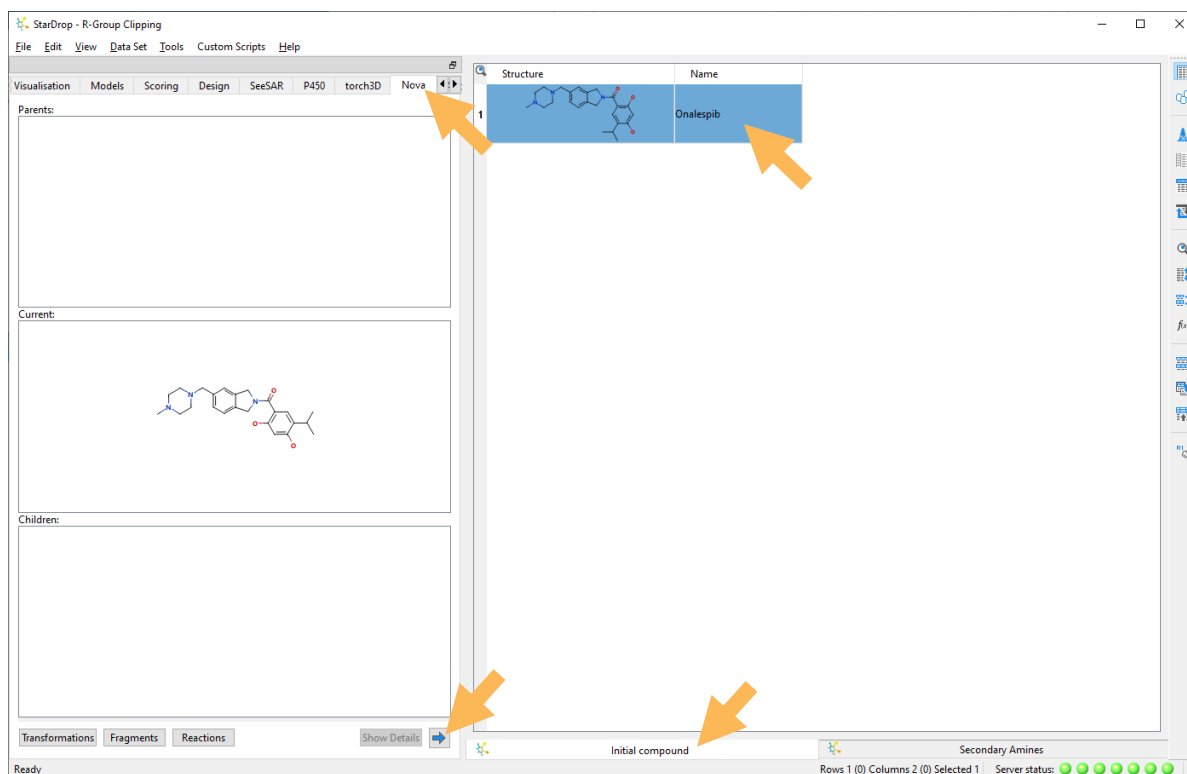 StarDrop - R-Group Clipping
File Edit View Data Set Tools Custom Scripts Help
Visualisation Models Scoring Design SeeSAR P450 torch3D Nova
Parents:
Current:
N
N
N
O
O
O
Children:
Transformations Fragments Reactions Show Details
Structure Name
1 Onalespib
Initial compound Secondary Amines
Ready Rows 1 (0) Columns 2 (0) Selected 1 Server status: